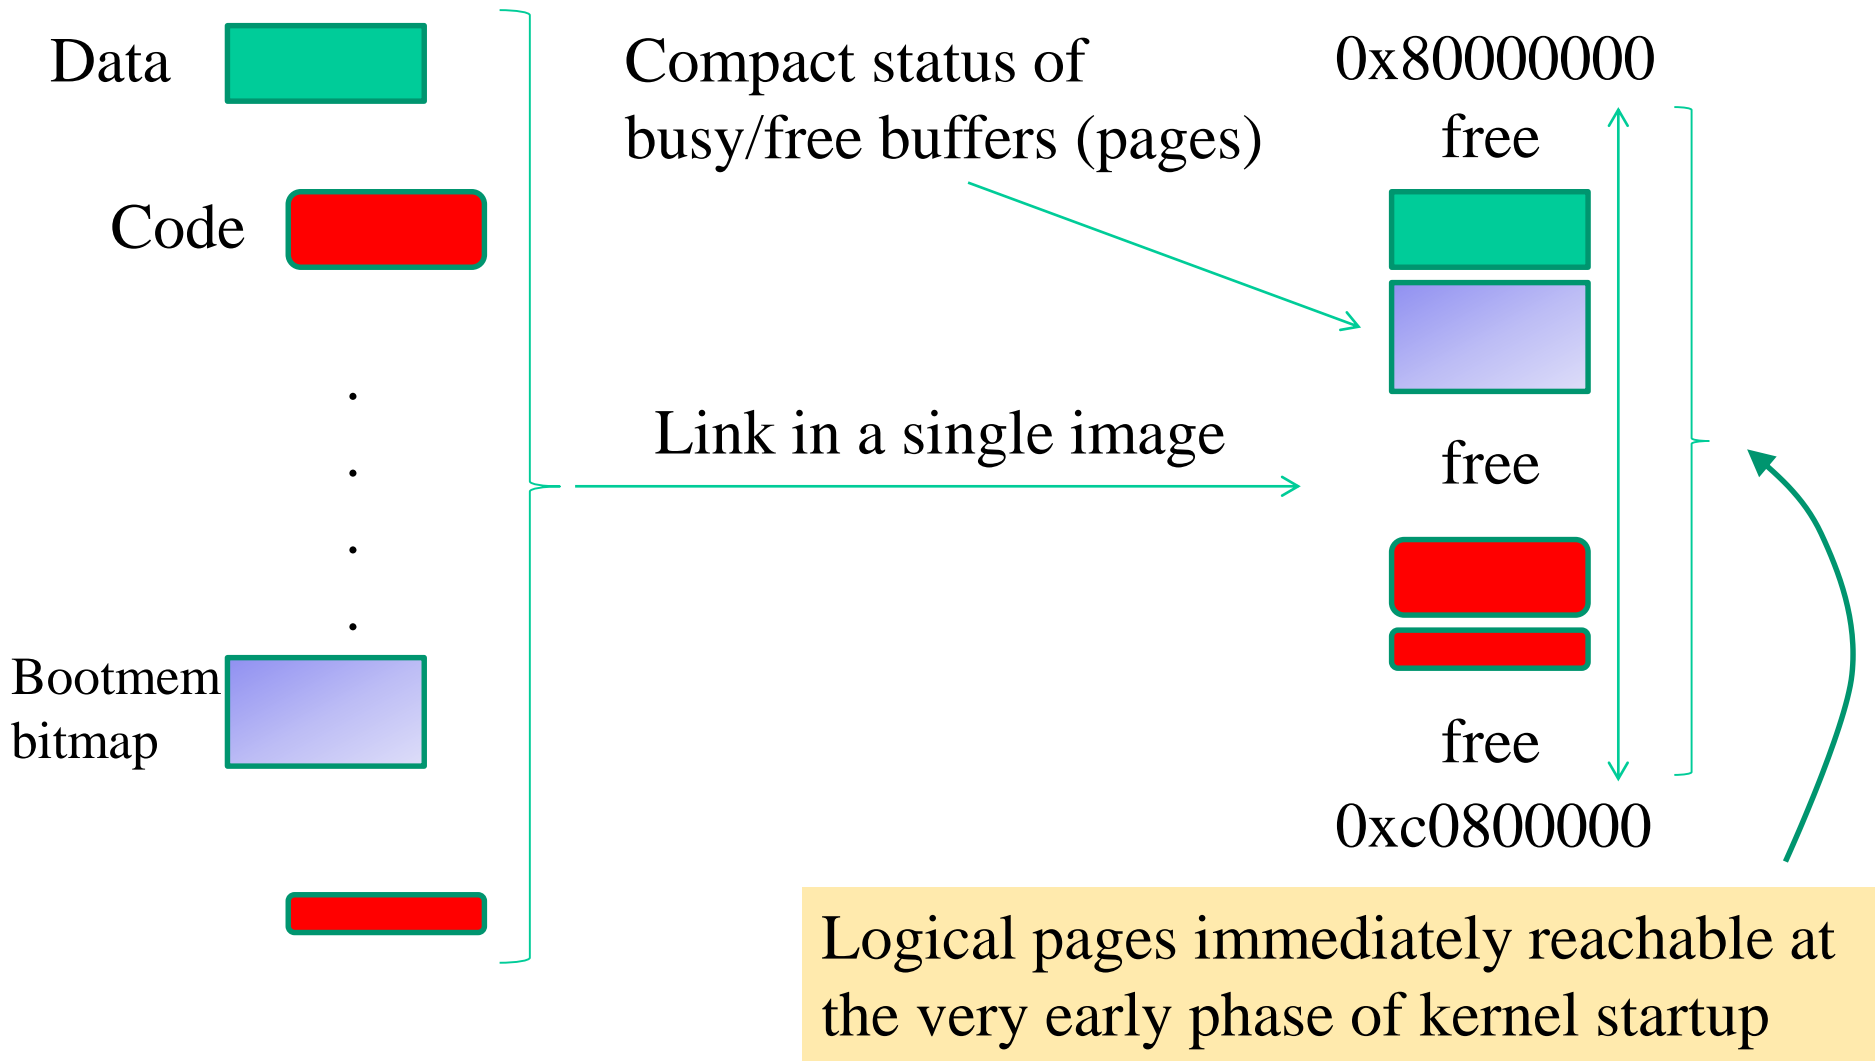 Data
Code
.
.
.
.
Bootmem
bitmap
Compact status of
busy/free buffers (pages)
Link in a single image
0x80000000
free
free
free
0xc0800000
Logical pages immediately reachable at
the very early phase of kernel startup